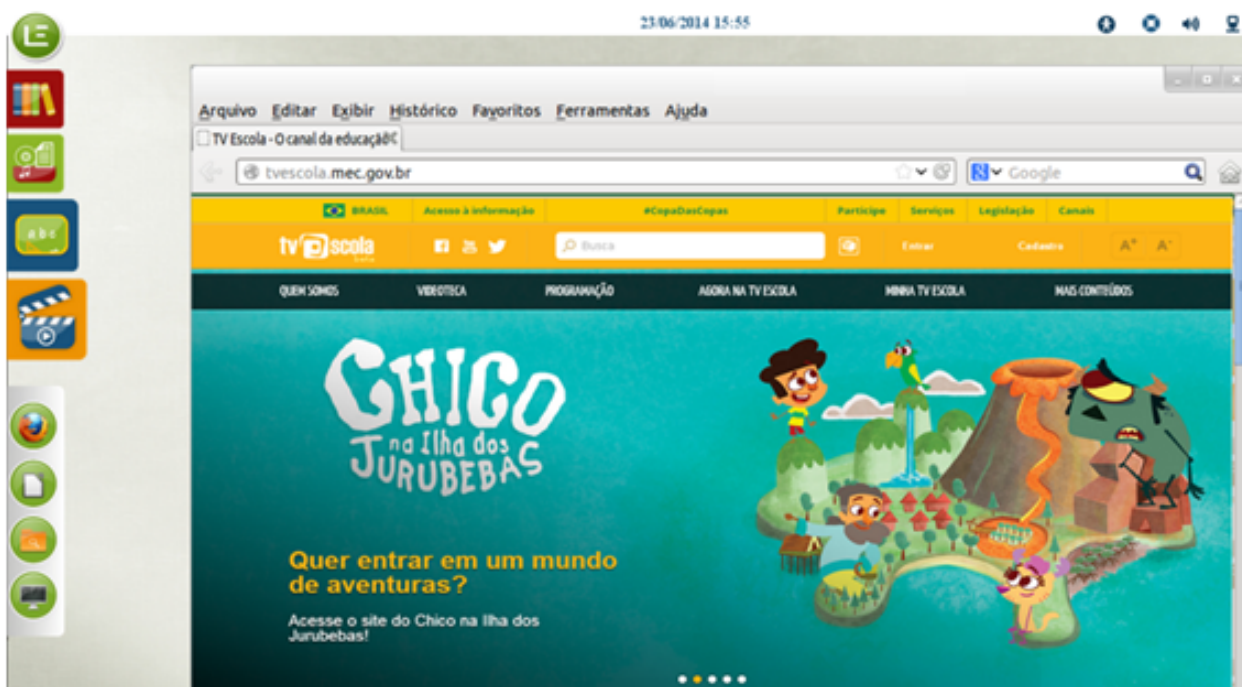 23/06/2014 15:55
LE
Arquivo Editar Exibir Histórico Favoritos Ferramentas Ajuda
TV Escola - O canal da educação
tvescola.mec.gov.br
Google
BRASIL Acesso à informação #CopaDasCopas Participe Serviços Legislação Canais
tv escola
beta
Busca
Entrar Cadastro A+ A-
abc
QUEM SOMOS VIDEOTECA PROGRAMAÇÃO AGORA NA TV ESCOLA MINHA TV ESCOLA MAIS CONTEÚDOS
CHICO
na Ilha dos
JURUBEBAS
Quer entrar em um mundo
de aventuras?
Acesse o site do Chico na Ilha dos
Jurubebas!